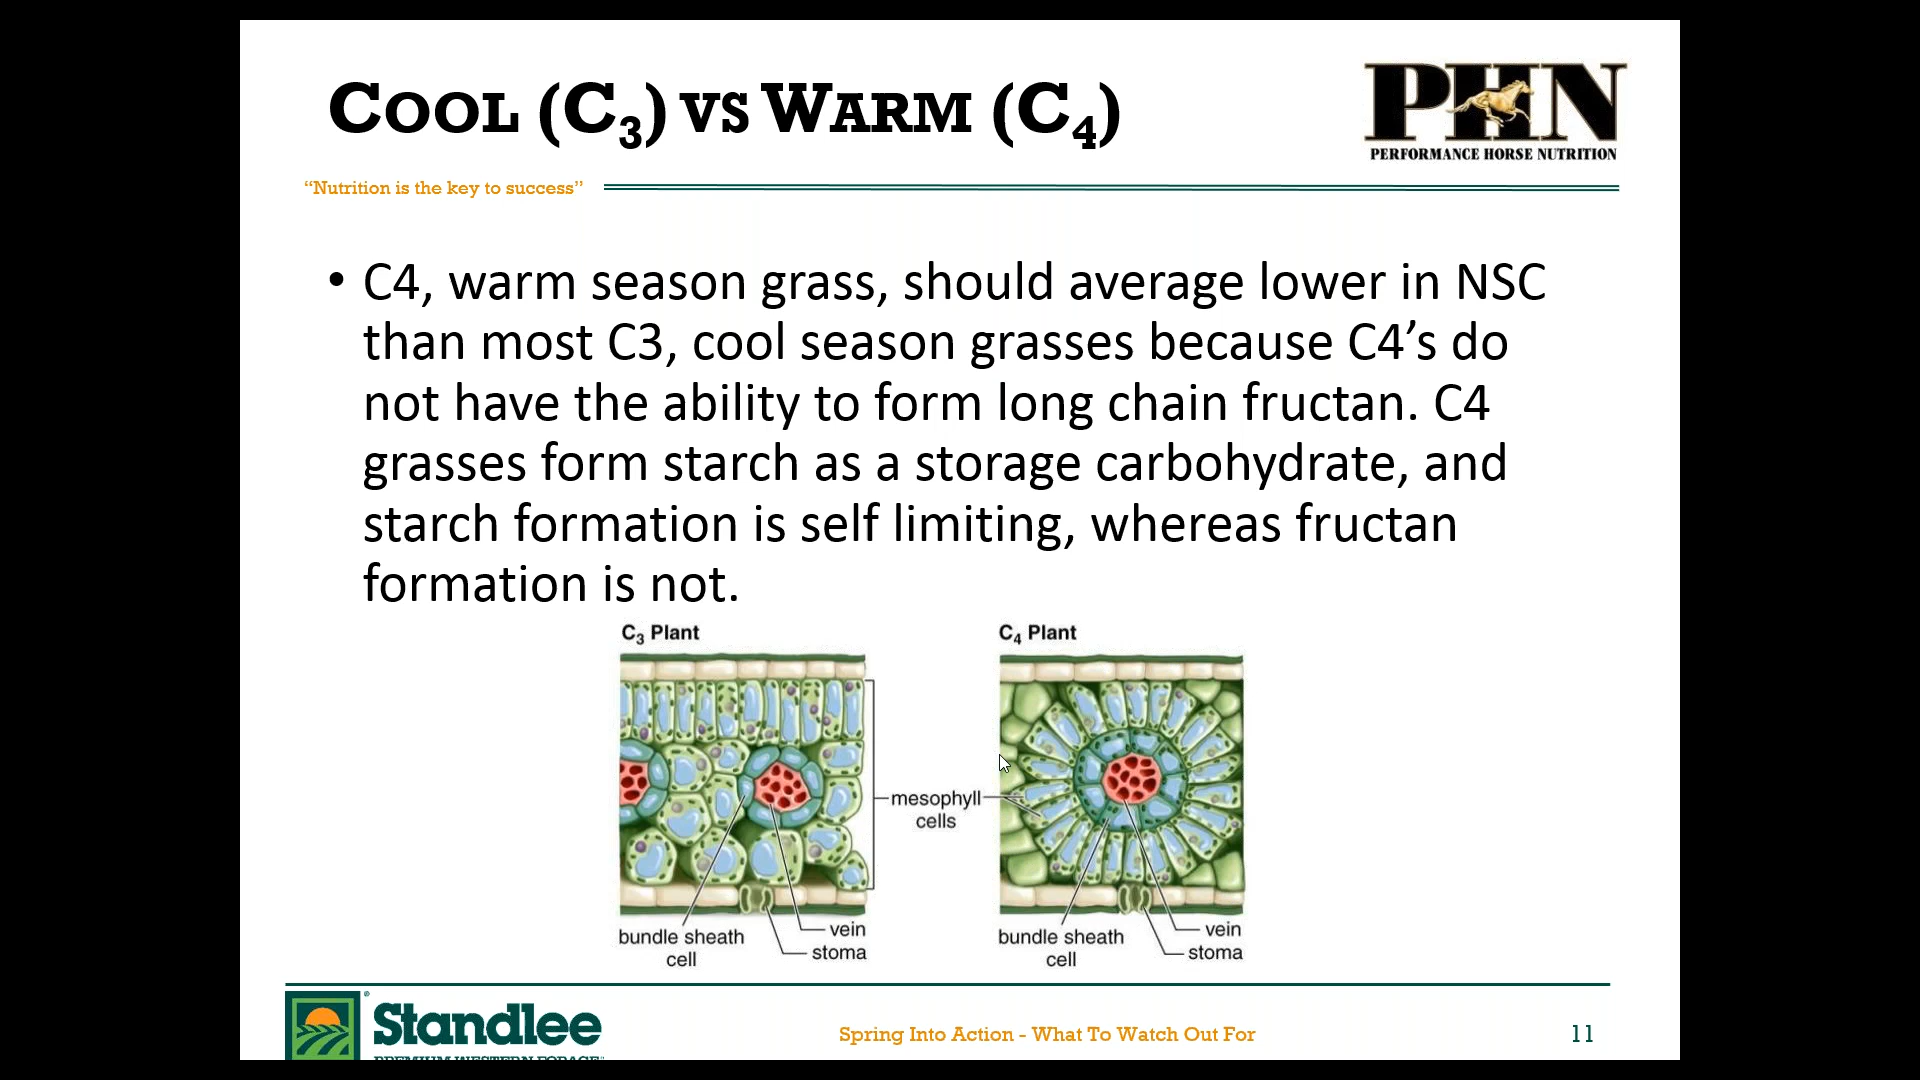 COOL (C3) VS WARM (C4)
PHN
PERFORMANCE HORSE NUTRITION
“Nutrition is the key to success”
• C4, warm season grass, should average lower in NSC
than most C3, cool season grasses because C4’s do
not have the ability to form long chain fructan. C4
grasses form starch as a storage carbohydrate, and
starch formation is self limiting, whereas fructan
formation is not.
C3 Plant
C4 Plant
mesophyll
cells
bundle sheath
cell
vein
stoma
bundle sheath
cell
vein
stoma
Standlee®
PREMIUM WESTERN FORAGE
Spring Into Action - What To Watch Out For
11